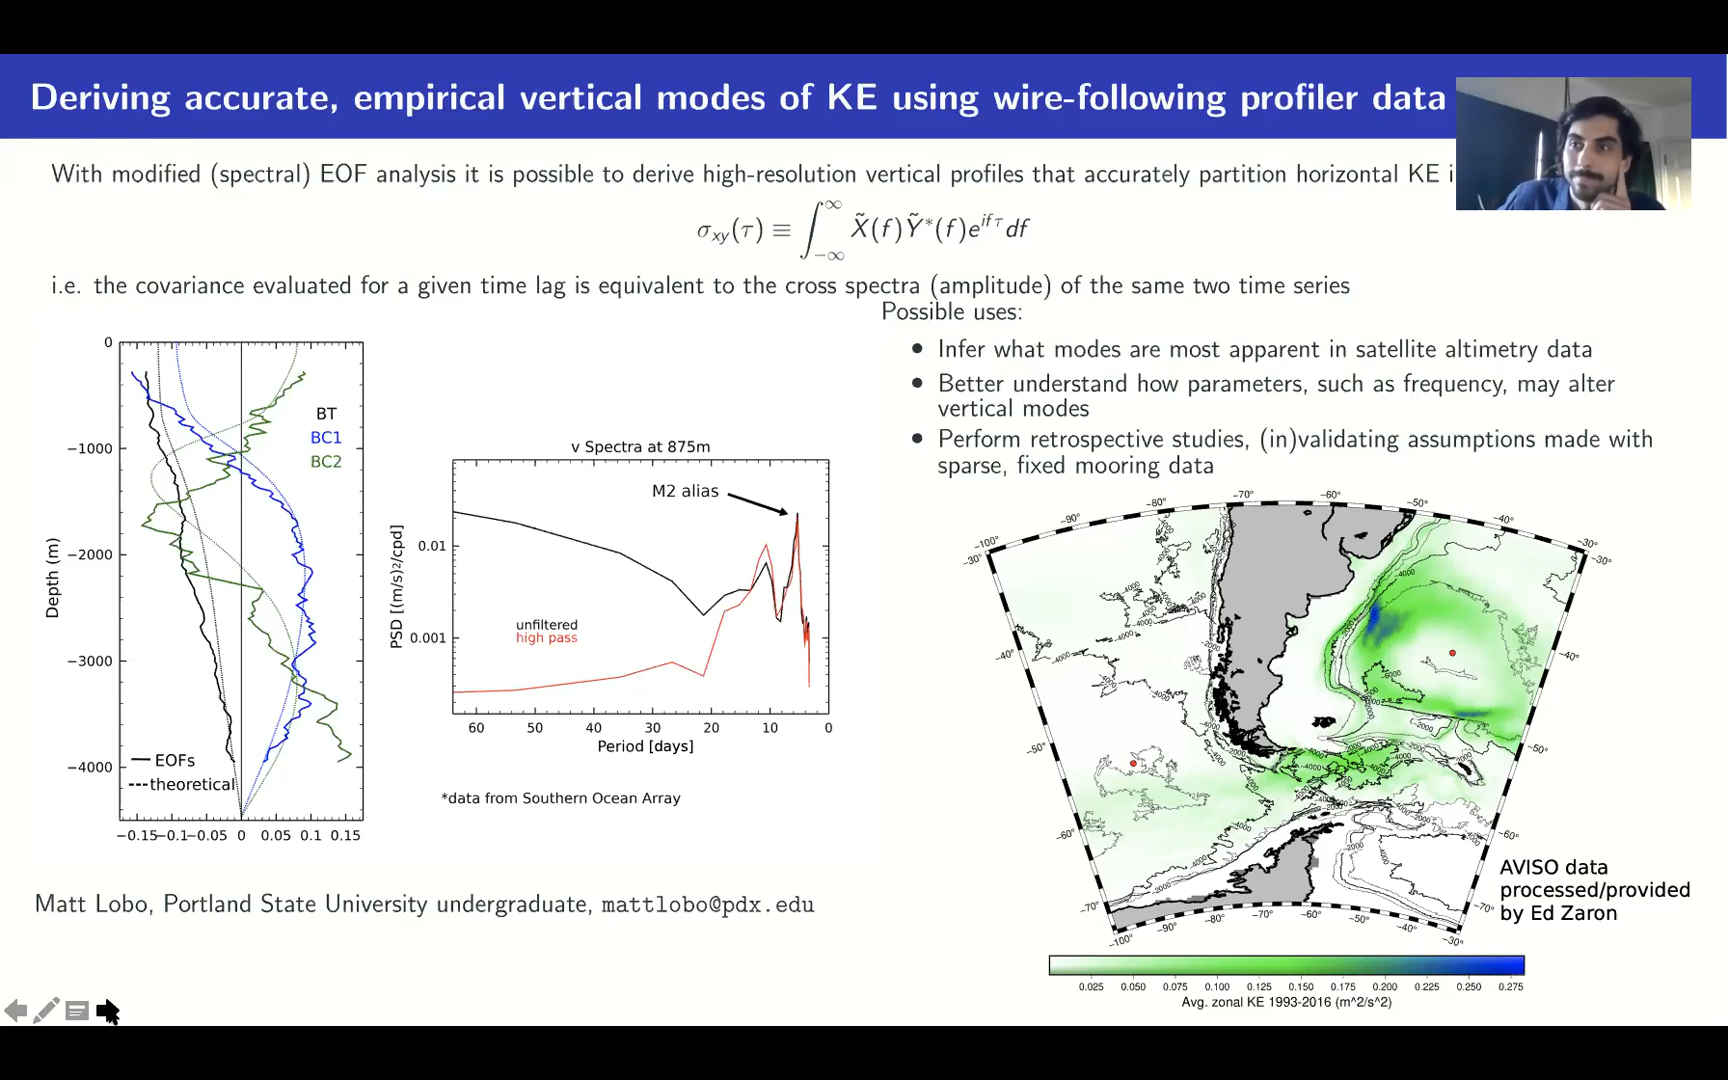 Deriving accurate, empirical vertical modes of KE using wire-following profiler data
With modified (spectral) EOF analysis it is possible to derive high-resolution vertical profiles that accurately partition horizontal KE i
σxy(τ) ≡ ∫−∞^∞ X̃(f)Ỹ*(f)e^{ifτ}df
i.e. the covariance evaluated for a given time lag is equivalent to the cross spectra (amplitude) of the same two time series
Possible uses:
• Infer what modes are most apparent in satellite altimetry data
• Better understand how parameters, such as frequency, may alter
vertical modes
• Perform retrospective studies, (in)validating assumptions made with
sparse, fixed mooring data
0
−1000
−2000
−3000
−4000
Depth (m)
BT
BC1
BC2
EOFs
theoretical
−0.15 −0.1 −0.05 0 0.05 0.1 0.15
v Spectra at 875m
M2 alias
PSD [(m/s)2/cpd]
0.01
0.001
unfiltered
high pass
60 50 40 30 20 10 0
Period [days]
*data from Southern Ocean Array
−100° −90° −80° −70° −60° −50° −40° −30°
−30° −30°
−40° −40°
−50° −50°
−60° −60°
−70° −70°
−100° −90° −80° −70° −60° −50° −40° −30°
AVISO data
processed/provided
by Ed Zaron
0.025 0.050 0.075 0.100 0.125 0.150 0.175 0.200 0.225 0.250 0.275
Avg. zonal KE 1993-2016 (m^2/s^2)
Matt Lobo, Portland State University undergraduate, mattlobo@pdx.edu